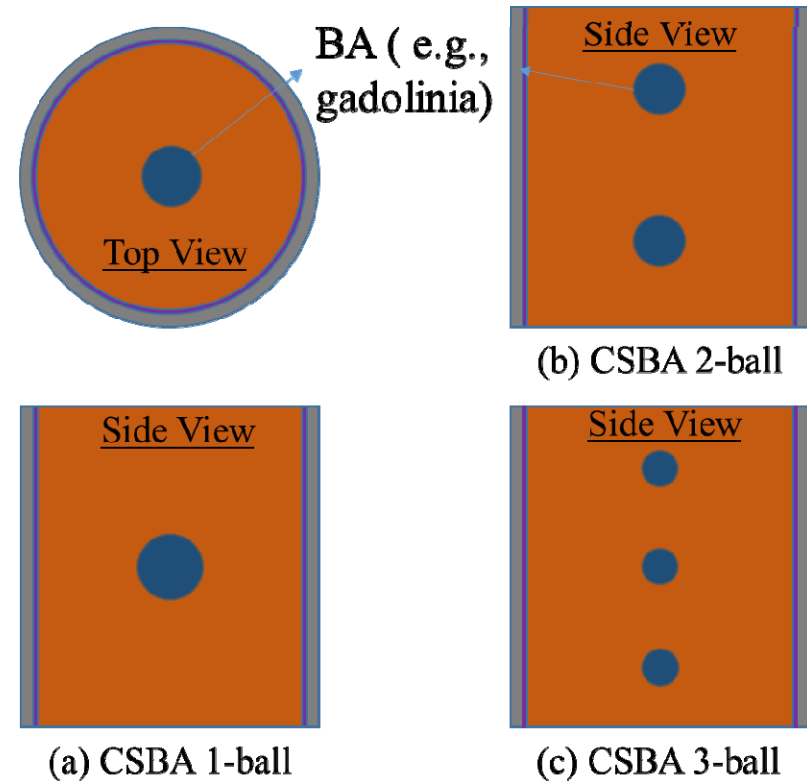 BA ( e.g.,
gadolinia)
Top View
Side View
(b) CSBA 2-ball
Side View
(a) CSBA 1-ball
Side View
(c) CSBA 3-ball